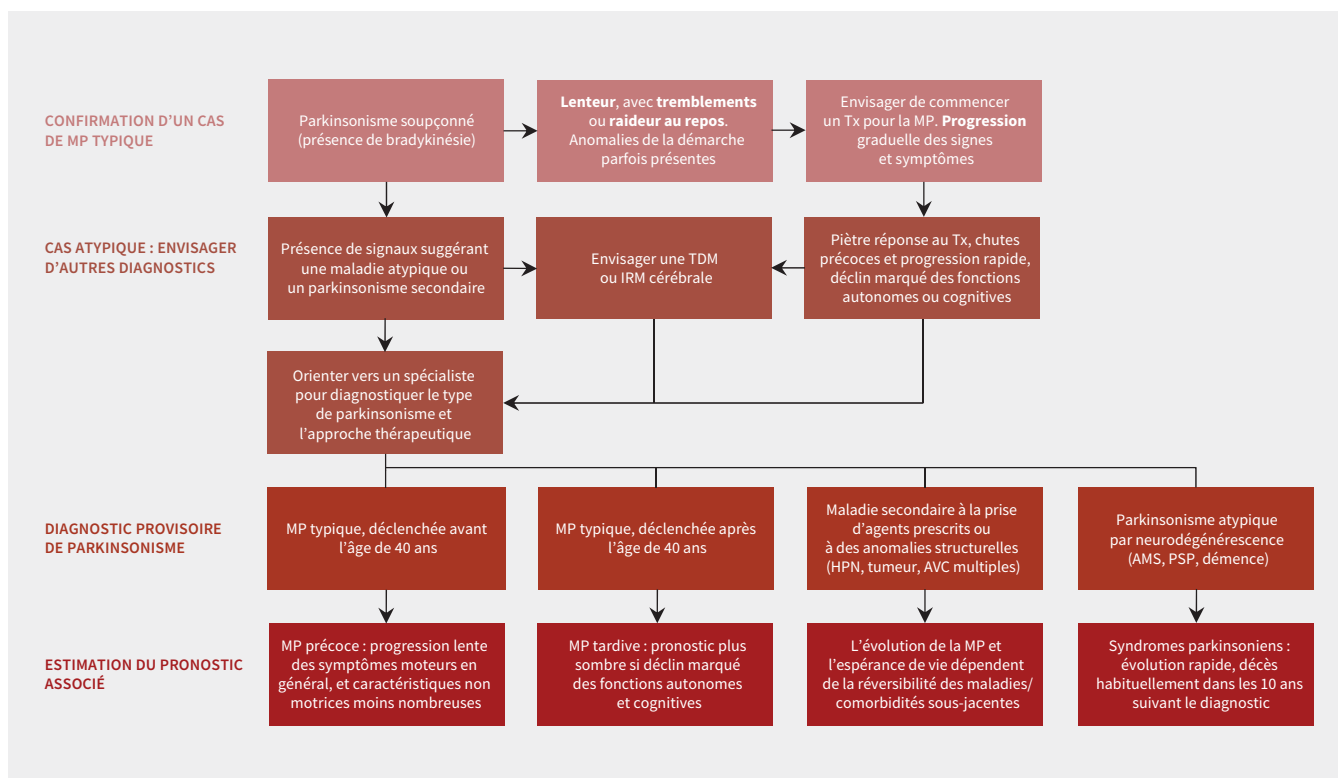 CONFIRMATION D’UN CAS
DE MP TYPIQUE
Parkinsonisme soupçonné
(présence de bradykinésie)
Lenteur, avec tremblements
ou raideur au repos.
Anomalies de la démarche
parfois présentes
Envisager de commencer
un Tx pour la MP. Progression
graduelle des signes
et symptômes
CAS ATYPIQUE : ENVISAGER
D’AUTRES DIAGNOSTICS
Présence de signaux suggérant
une maladie atypique ou
un parkinsonisme secondaire
Envisager une TDM
ou IRM cérébrale
Piètre réponse au Tx, chutes
précoces et progression rapide,
déclin marqué des fonctions
autonomes ou cognitives
Orienter vers un spécialiste
pour diagnostiquer le type
de parkinsonisme et
l’approche thérapeutique
DIAGNOSTIC PROVISOIRE
DE PARKINSONISME
MP typique, déclenchée avant
l’âge de 40 ans
MP typique, déclenchée après
l’âge de 40 ans
Maladie secondaire à la prise
d’agents prescrits ou
à des anomalies structurelles
(HPN, tumeur, AVC multiples)
Parkinsonisme atypique
par neurodégénérescence
(AMS, PSP, démence)
ESTIMATION DU PRONOSTIC
ASSOCIÉ
MP précoce : progression lente
des symptômes moteurs en
général, et caractéristiques non
motrices moins nombreuses
MP tardive : pronostic plus
sombre si déclin marqué
des fonctions autonomes
et cognitives
L’évolution de la MP et
l’espérance de vie dépendent
de la réversibilité des maladies/
comorbidités sous-jacentes
Syndromes parkinsoniens :
évolution rapide, décès
habituellement dans les 10 ans
suivant le diagnostic